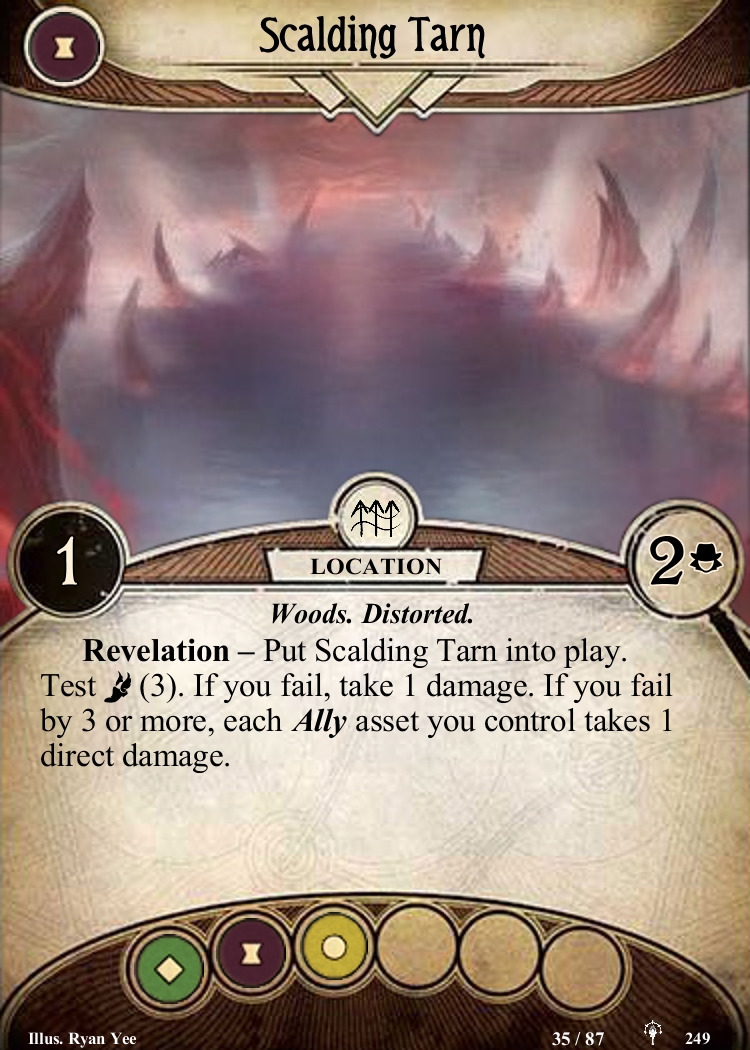 Scalding Tarn
1
LOCATION
2
Woods. Distorted.
Revelation – Put Scalding Tarn into play.
Test (3). If you fail, take 1 damage. If you fail
by 3 or more, each Ally asset you control takes 1
direct damage.
Illus. Ryan Yee
35 / 87
249